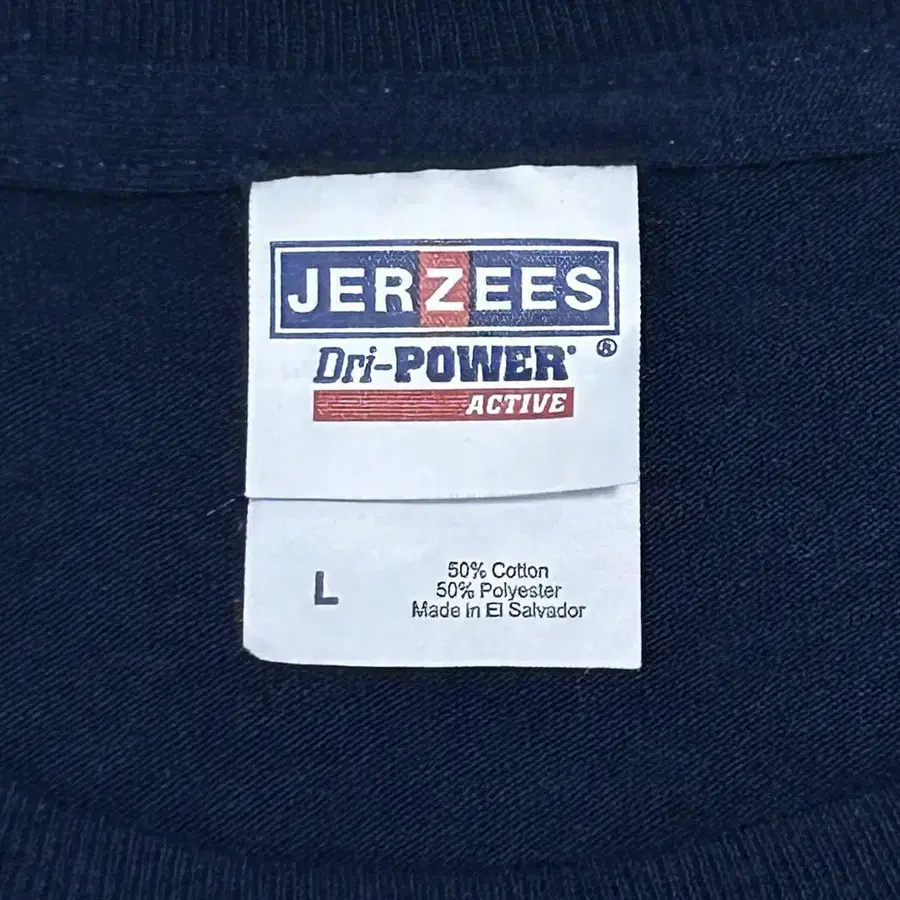 JERZEES®
Dri-POWER®
ACTIVE
L
50% Cotton
50% Polyester
Made In El Salvador